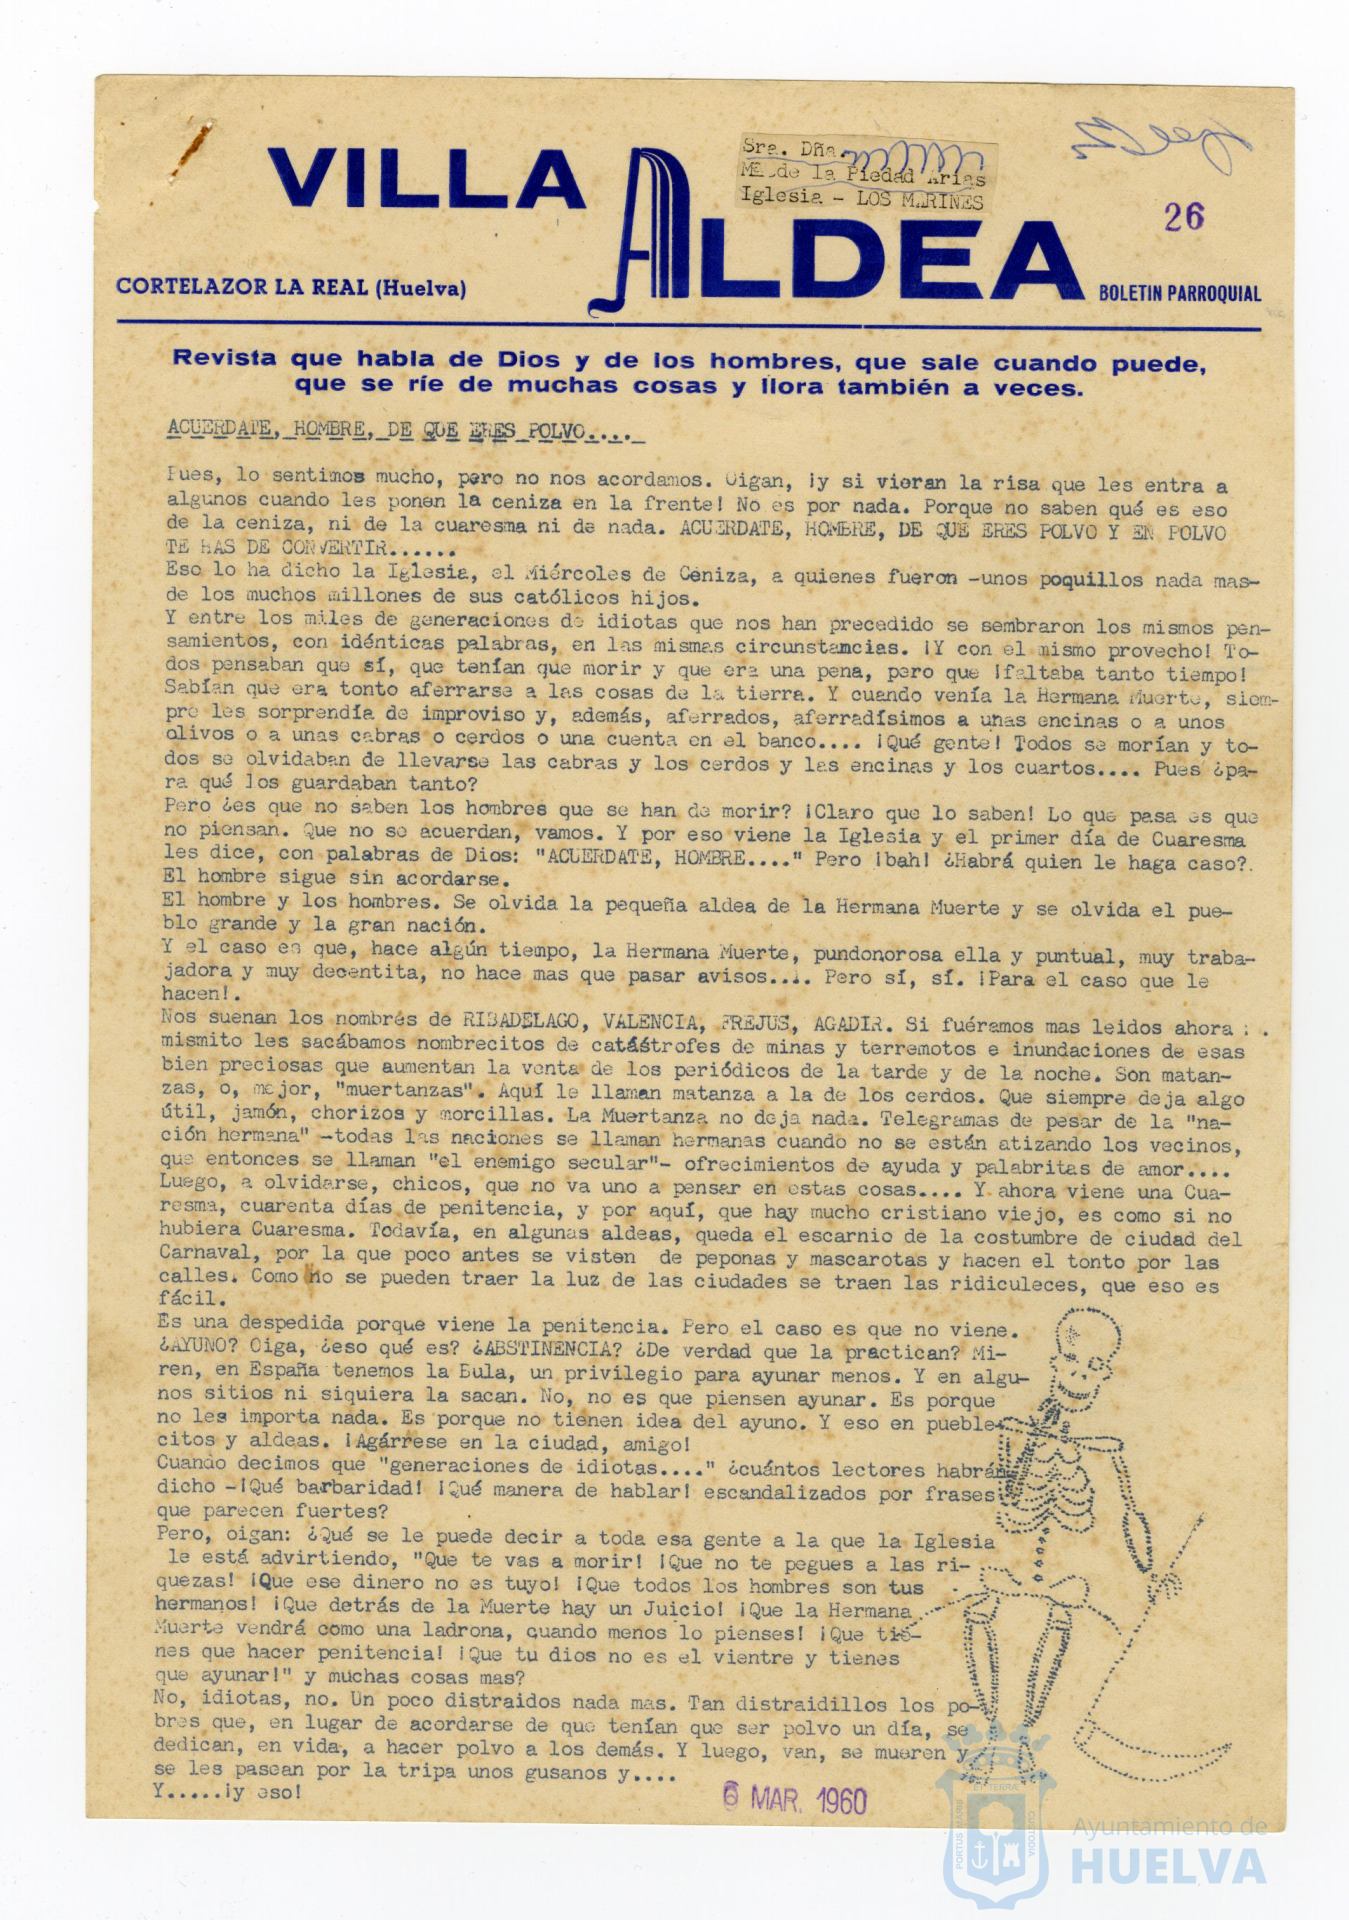 VILLA
ALDEA
Sra. Dña.
Mª de la Piedad Arias
Iglesia - LOS MARINES
26
CORTELAZOR LA REAL (Huelva)
BOLETIN PARROQUIAL
Revista que habla de Dios y de los hombres, que sale cuando puede,
que se ríe de muchas cosas y llora también a veces.
ACUERDATE, HOMBRE, DE QUE ERES POLVO....
Pues, lo sentimos mucho, pero no nos acordamos. Oigan, ¡y si vieran la risa que les entra a
algunos cuando les ponen la ceniza en la frente! No es por nada. Porque no saben qué es eso
de la ceniza, ni de la cuaresma ni de nada. ACUERDATE, HOMBRE, DE QUE ERES POLVO Y EN POLVO
TE HAS DE CONVERTIR......
Eso lo ha dicho la Iglesia, el Miércoles de Ceniza, a quienes fueron -unos poquillos nada mas-
de los muchos millones de sus católicos hijos.
Y entre los miles de generaciones de idiotas que nos han precedido se sembraron los mismos pen-
samientos, con idénticas palabras, en las mismas circunstancias. ¡Y con el mismo provecho! To-
dos pensaban que sí, que tenían que morir y que era una pena, pero que ¡faltaba tanto tiempo!
Sabían que era tonto aferrarse a las cosas de la tierra. Y cuando venía la Hermana Muerte, siem-
pre les sorprendía de improviso y, además, aferrados, aferradísimos a unas encinas o a unos
olivos o a unas cabras o cerdos o una cuenta en el banco.... ¡Qué gente! Todos se morían y to-
dos se olvidaban de llevarse las cabras y los cerdos y las encinas y los cuartos.... Pues ¿pa-
ra qué los guardaban tanto?
Pero ¿es que no saben los hombres que se han de morir? ¡Claro que lo saben! Lo que pasa es que
no piensan. Que no se acuerdan, vamos. Y por eso viene la Iglesia y el primer día de Cuaresma
les dice, con palabras de Dios: "ACUERDATE, HOMBRE...." Pero ¡bah! ¿Habrá quien le haga caso?.
El hombre sigue sin acordarse.
El hombre y los hombres. Se olvida la pequeña aldea de la Hermana Muerte y se olvida el pue-
blo grande y la gran nación.
Y el caso es que, hace algún tiempo, la Hermana Muerte, pundonorosa ella y puntual, muy traba-
jadora y muy decentita, no hace mas que pasar avisos.... Pero sí, sí. ¡Para el caso que le
hacen!.
Nos suenan los nombres de RIBADELAGO, VALENCIA, FREJUS, AGADIR. Si fuéramos mas leidos ahora
mismito les sacábamos nombrecitos de catástrofes de minas y terremotos e inundaciones de esas
bien preciosas que aumentan la venta de los periódicos de la tarde y de la noche. Son matan-
zas, o, mejor, "muertanzas". Aquí le llaman matanza a la de los cerdos. Que siempre deja algo
útil, jamón, chorizos y morcillas. La Muertanza no deja nada. Telegramas de pesar de la "na-
ción hermana" -todas las naciones se llaman hermanas cuando no se están atizando los vecinos,
que entonces se llaman "el enemigo secular"- ofrecimientos de ayuda y palabritas de amor....
Luego, a olvidarse, chicos, que no va uno a pensar en estas cosas.... Y ahora viene una Cua-
resma, cuarenta días de penitencia, y por aquí, que hay mucho cristiano viejo, es como si no
hubiera Cuaresma. Todavía, en algunas aldeas, queda el escarnio de la costumbre de ciudad del
Carnaval, por la que poco antes se visten de peponas y mascarotas y hacen el tonto por las
calles. Como no se pueden traer la luz de las ciudades se traen las ridiculeces, que eso es
fácil.
Es una despedida porque viene la penitencia. Pero el caso es que no viene.
¿AYUNO? Oiga, ¿eso qué es? ¿ABSTINENCIA? ¿De verdad que la practican? Mi-
ren, en España tenemos la Bula, un privilegio para ayunar menos. Y en algu-
nos sitios ni siquiera la sacan. No, no es que piensen ayunar. Es porque
no les importa nada. Es porque no tienen idea del ayuno. Y eso en pueble-
citos y aldeas. ¡Agárrese en la ciudad, amigo!
Cuando decimos que "generaciones de idiotas...." ¿cuántos lectores habrán
dicho -¡Qué barbaridad! ¡Qué manera de hablar! escandalizados por frases
que parecen fuertes?
Pero, oigan: ¿Qué se le puede decir a toda esa gente a la que la Iglesia
le está advirtiendo, "Que te vas a morir! ¡Que no te pegues a las ri-
quezas! ¡Que ese dinero no es tuyo! ¡Que todos los hombres son tus
hermanos! ¡Que detrás de la Muerte hay un Juicio! ¡Que la Hermana
Muerte vendrá como una ladrona, cuando menos lo pienses! ¡Que tie-
nes que hacer penitencia! ¡Que tu dios no es el vientre y tienes
que ayunar!" y muchas cosas mas?
No, idiotas, no. Un poco distraidos nada mas. Tan distraidillos los po-
bres que, en lugar de acordarse de que tenían que ser polvo un día, se
dedican, en vida, a hacer polvo a los demás. Y luego, van, se mueren y
se les pasean por la tripa unos gusanos y....
Y.....¡y eso!
6 MAR. 1960
PORTUS MARIS ET TERRAE CUSTODIA
Ayuntamiento de
HUELVA